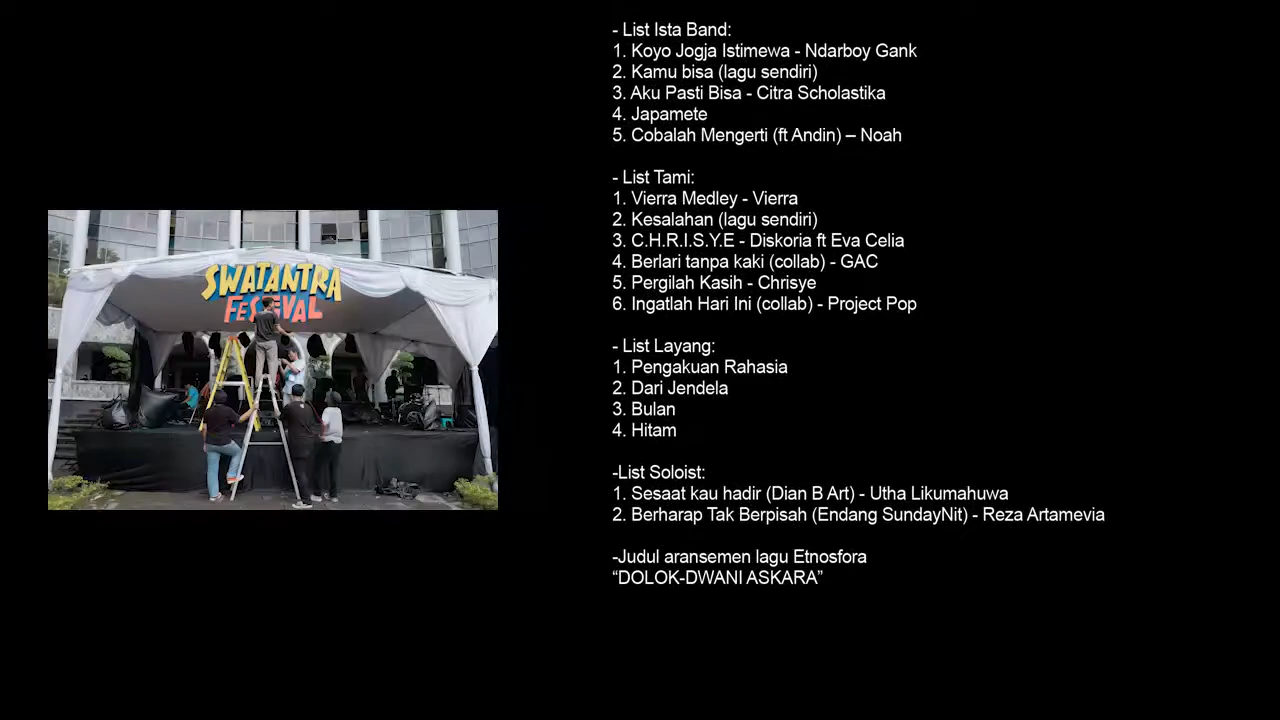 SWATANTRA
- List Ista Band:
1. Koyo Jogja Istimewa - Ndarboy Gank
2. Kamu bisa (lagu sendiri)
3. Aku Pasti Bisa - Citra Scholastika
4. Japamete
5. Cobalah Mengerti (ft Andin) – Noah
- List Tami:
1. Vierra Medley - Vierra
2. Kesalahan (lagu sendiri)
3. C.H.R.I.S.Y.E - Diskoria ft Eva Celia
4. Berlari tanpa kaki (collab) - GAC
5. Pergilah Kasih - Chrisye
6. Ingatlah Hari Ini (collab) - Project Pop
- List Layang:
1. Pengakuan Rahasia
2. Dari Jendela
3. Bulan
4. Hitam
-List Soloist:
1. Sesaat kau hadir (Dian B Art) - Utha Likumahuwa
2. Berharap Tak Berpisah (Endang SundayNit) - Reza Artamevia
-Judul aransemen lagu Etnosfora
“DOLOK-DWANI ASKARA”